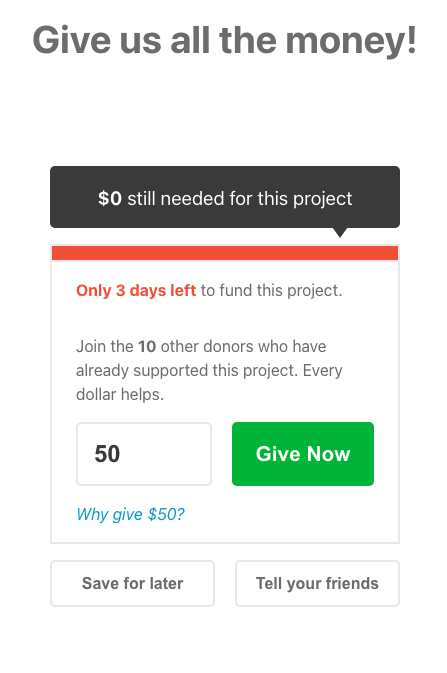 Give us all the money!
$0 still needed for this project
Only 3 days left to fund this project.
Join the 10 other donors who have
already supported this project. Every
dollar helps.
50
Give Now
Why give $50?
Save for later
Tell your friends